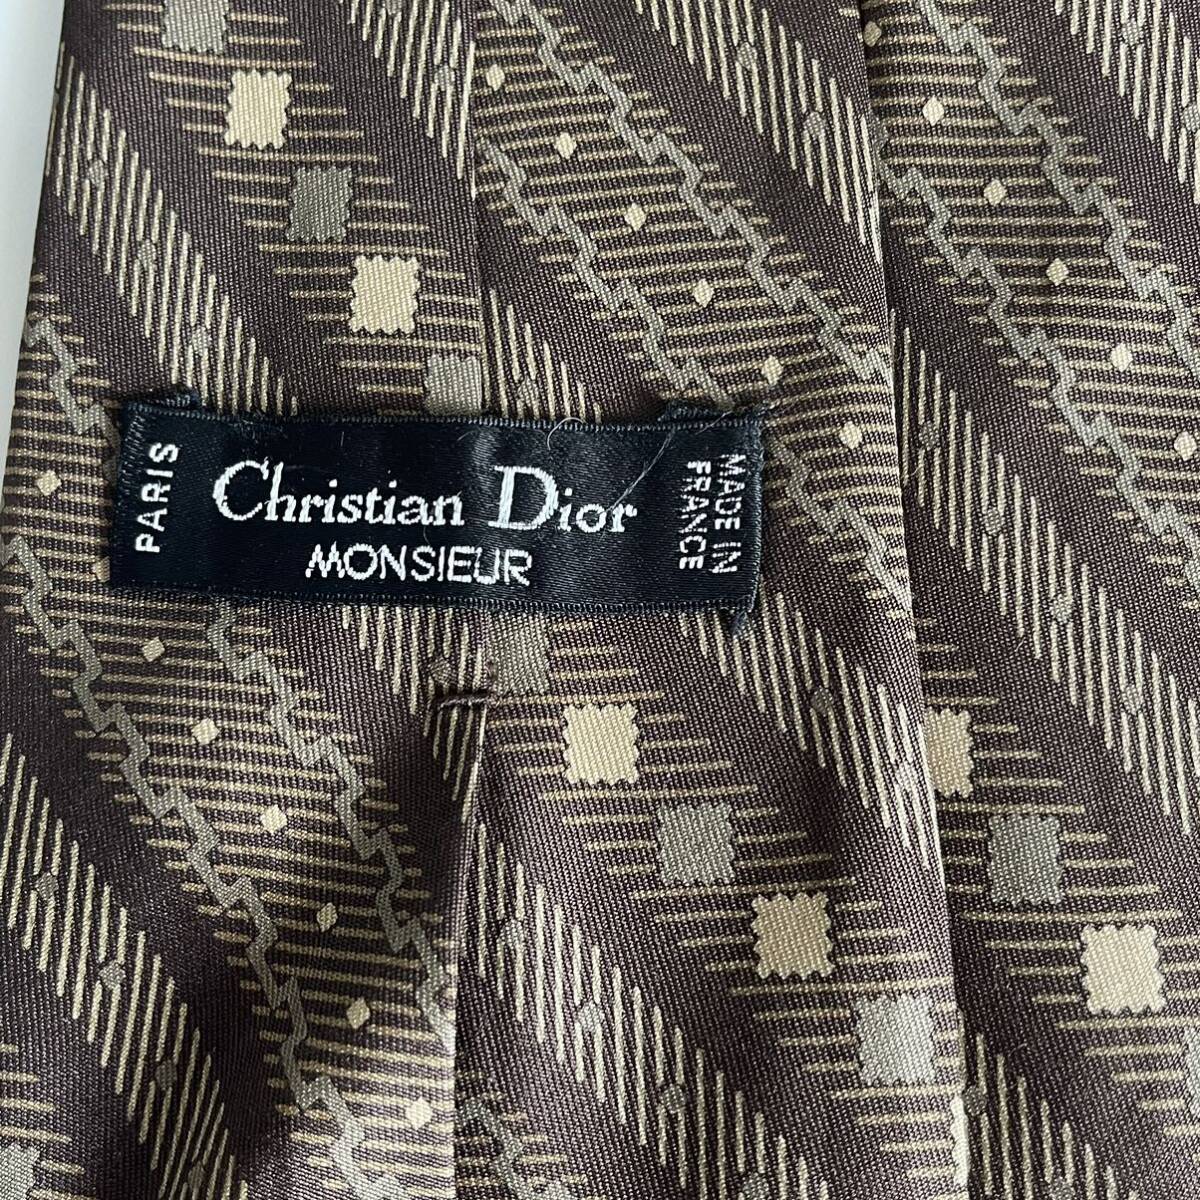 PARIS
Christian Dior
MONSIEUR
MADE IN
FRANCE